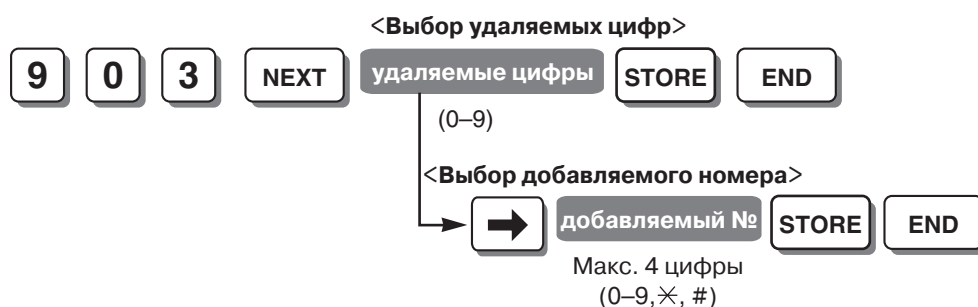 <Выбор удаляемых цифр>
9 0 3 NEXT удаляемые цифры STORE END
(0–9)
<Выбор добавляемого номера>
➡ добавляемый № STORE END
Макс. 4 цифры
(0–9,✳, #)